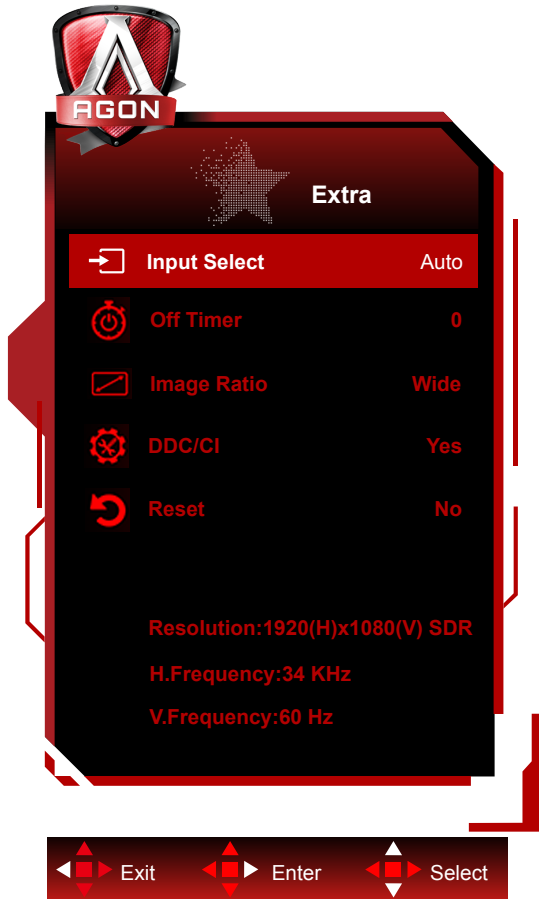 AGON
Extra
Input Select Auto
Off Timer 0
Image Ratio Wide
DDC/CI Yes
Reset No
Resolution:1920(H)x1080(V) SDR
H.Frequency:34 KHz
V.Frequency:60 Hz
Exit Enter Select